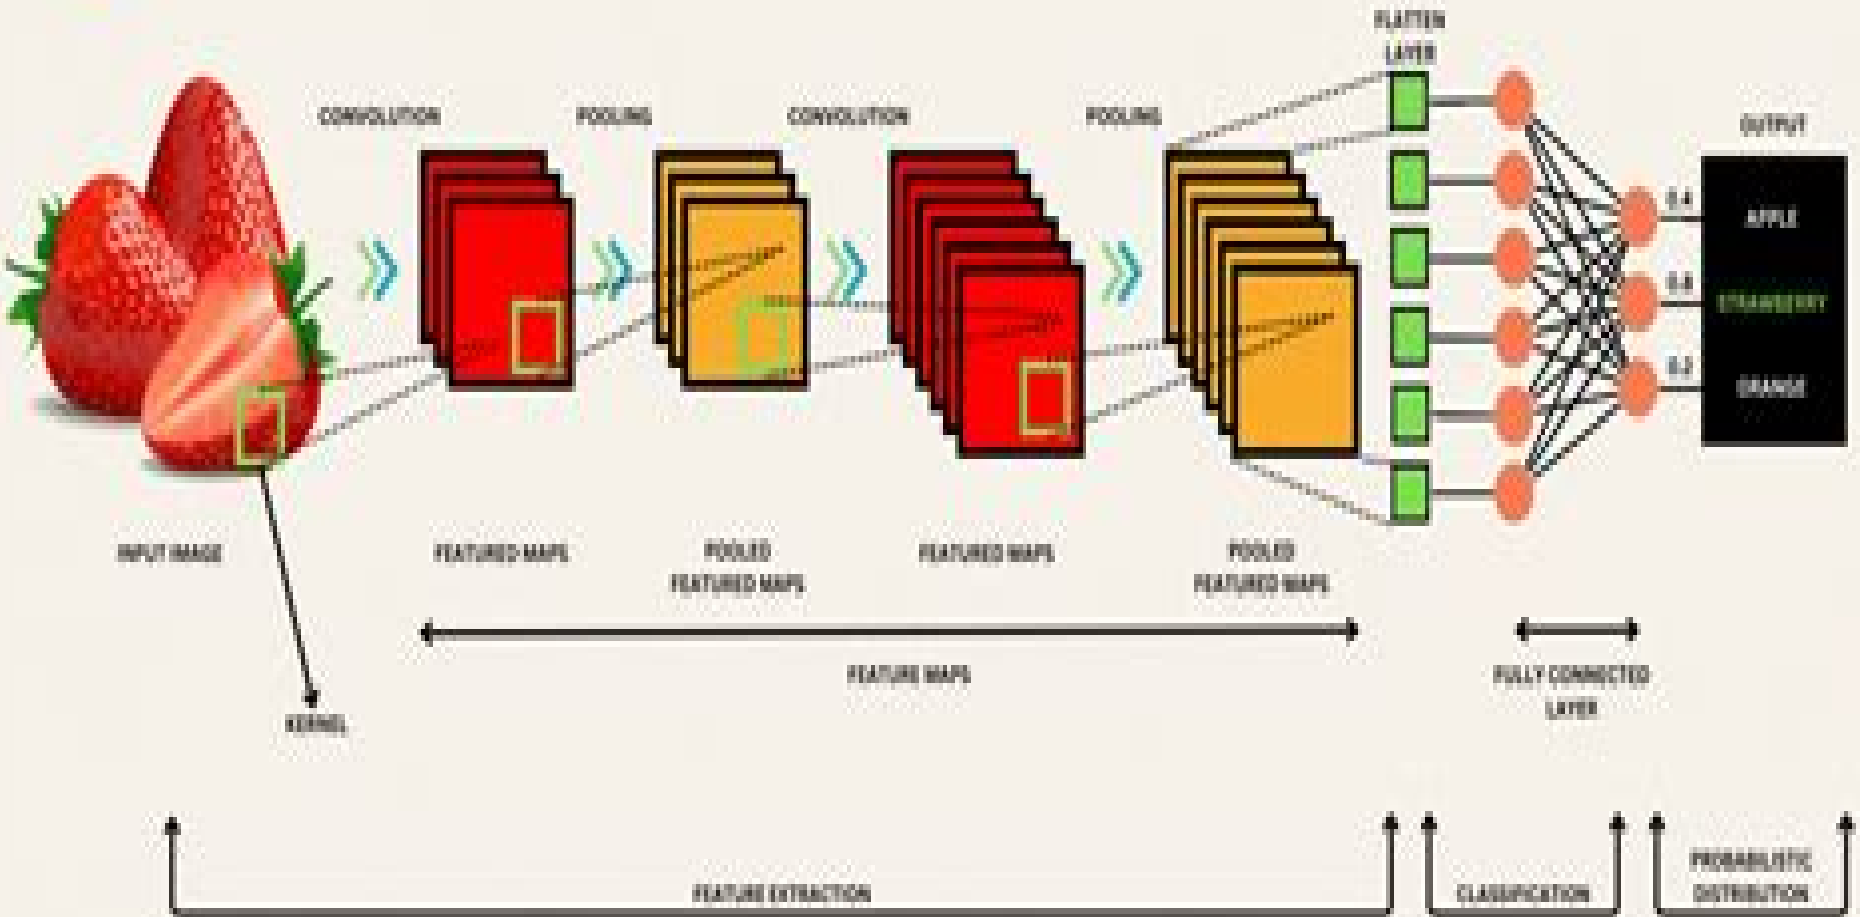 FLATTEN
LAYER
CONVOLUTION
POOLING
CONVOLUTION
POOLING
OUTPUT
0.4
APPLE
0.8
STRAWBERRY
0.2
ORANGE
INPUT IMAGE
FEATURED MAPS
POOLED
FEATURED MAPS
FEATURED MAPS
POOLED
FEATURED MAPS
FEATURE MAPS
FULLY CONNECTED
LAYER
KERNEL
FEATURE EXTRACTION
CLASSIFICATION
PROBABILISTIC
DISTRIBUTION